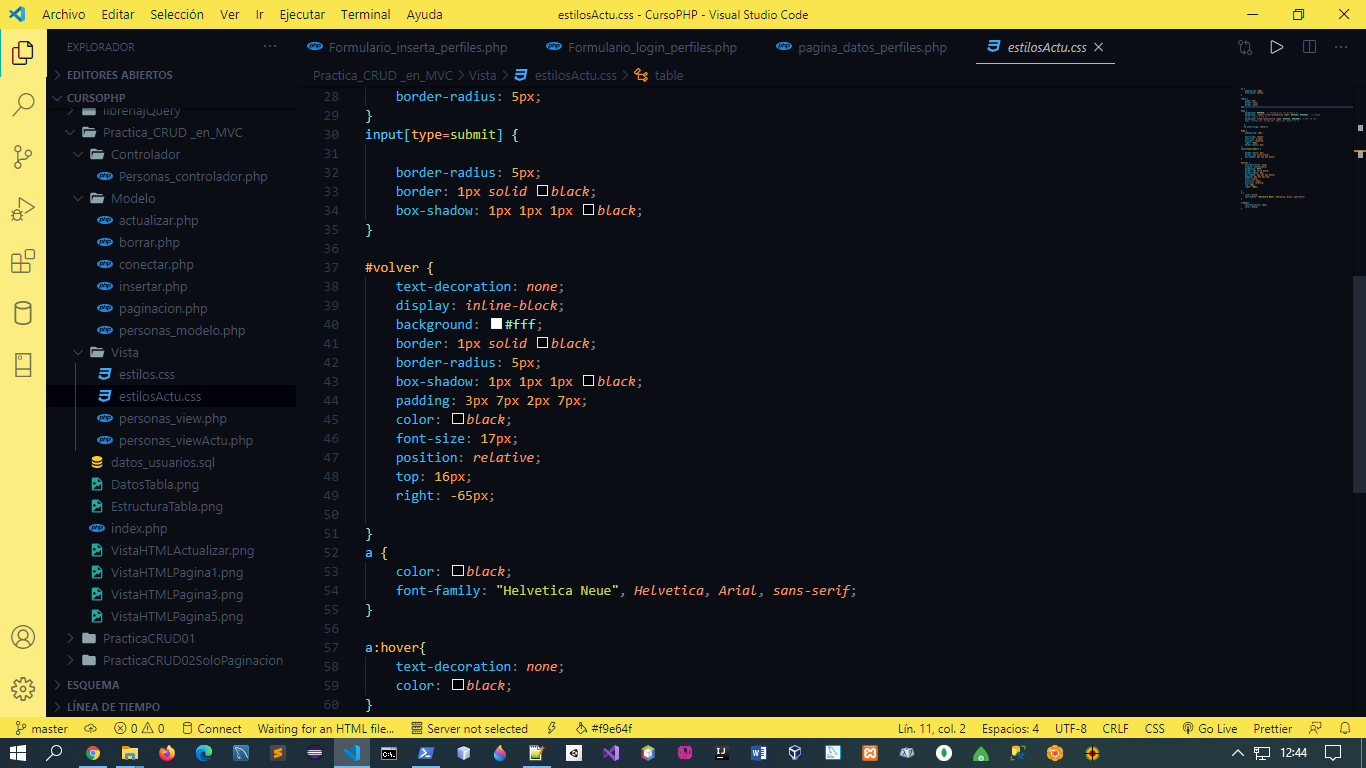 Archivo Editar Selección Ver Ir Ejecutar Terminal Ayuda estilosActu.css - CursoPHP - Visual Studio Code
EXPLORADOR
EDITORES ABIERTOS
CURSOPHP
libreriaJQuery
Practica_CRUD _en_MVC
Controlador
Personas_controlador.php
Modelo
actualizar.php
borrar.php
conectar.php
insertar.php
paginacion.php
personas_modelo.php
Vista
estilos.css
estilosActu.css
personas_view.php
personas_viewActu.php
datos_usuarios.sql
DatosTabla.png
EstructuraTabla.png
index.php
VistaHTMLActualizar.png
VistaHTMLPagina1.png
VistaHTMLPagina3.png
VistaHTMLPagina5.png
PracticaCRUD01
PracticaCRUD02SoloPaginacion
ESQUEMA
LÍNEA DE TIEMPO
Formulario_inserta_perfiles.php Formulario_login_perfiles.php pagina_datos_perfiles.php estilosActu.css
Practica_CRUD _en_MVC > Vista > estilosActu.css > table
28 border-radius: 5px;
29 }
30 input[type=submit] {
31
32 border-radius: 5px;
33 border: 1px solid black;
34 box-shadow: 1px 1px 1px black;
35 }
36
37 #volver {
38 text-decoration: none;
39 display: inline-block;
40 background: #fff;
41 border: 1px solid black;
42 border-radius: 5px;
43 box-shadow: 1px 1px 1px black;
44 padding: 3px 7px 2px 7px;
45 color: black;
46 font-size: 17px;
47 position: relative;
48 top: 16px;
49 right: -65px;
50
51 }
52 a {
53 color: black;
54 font-family: "Helvetica Neue", Helvetica, Arial, sans-serif;
55 }
56
57 a:hover{
58 text-decoration: none;
59 color: black;
60 }
master 0 0 Connect Waiting for an HTML file... Server not selected #f9e64f Lín. 11, col. 2 Espacios: 4 UTF-8 CRLF CSS Go Live Prettier
12:44